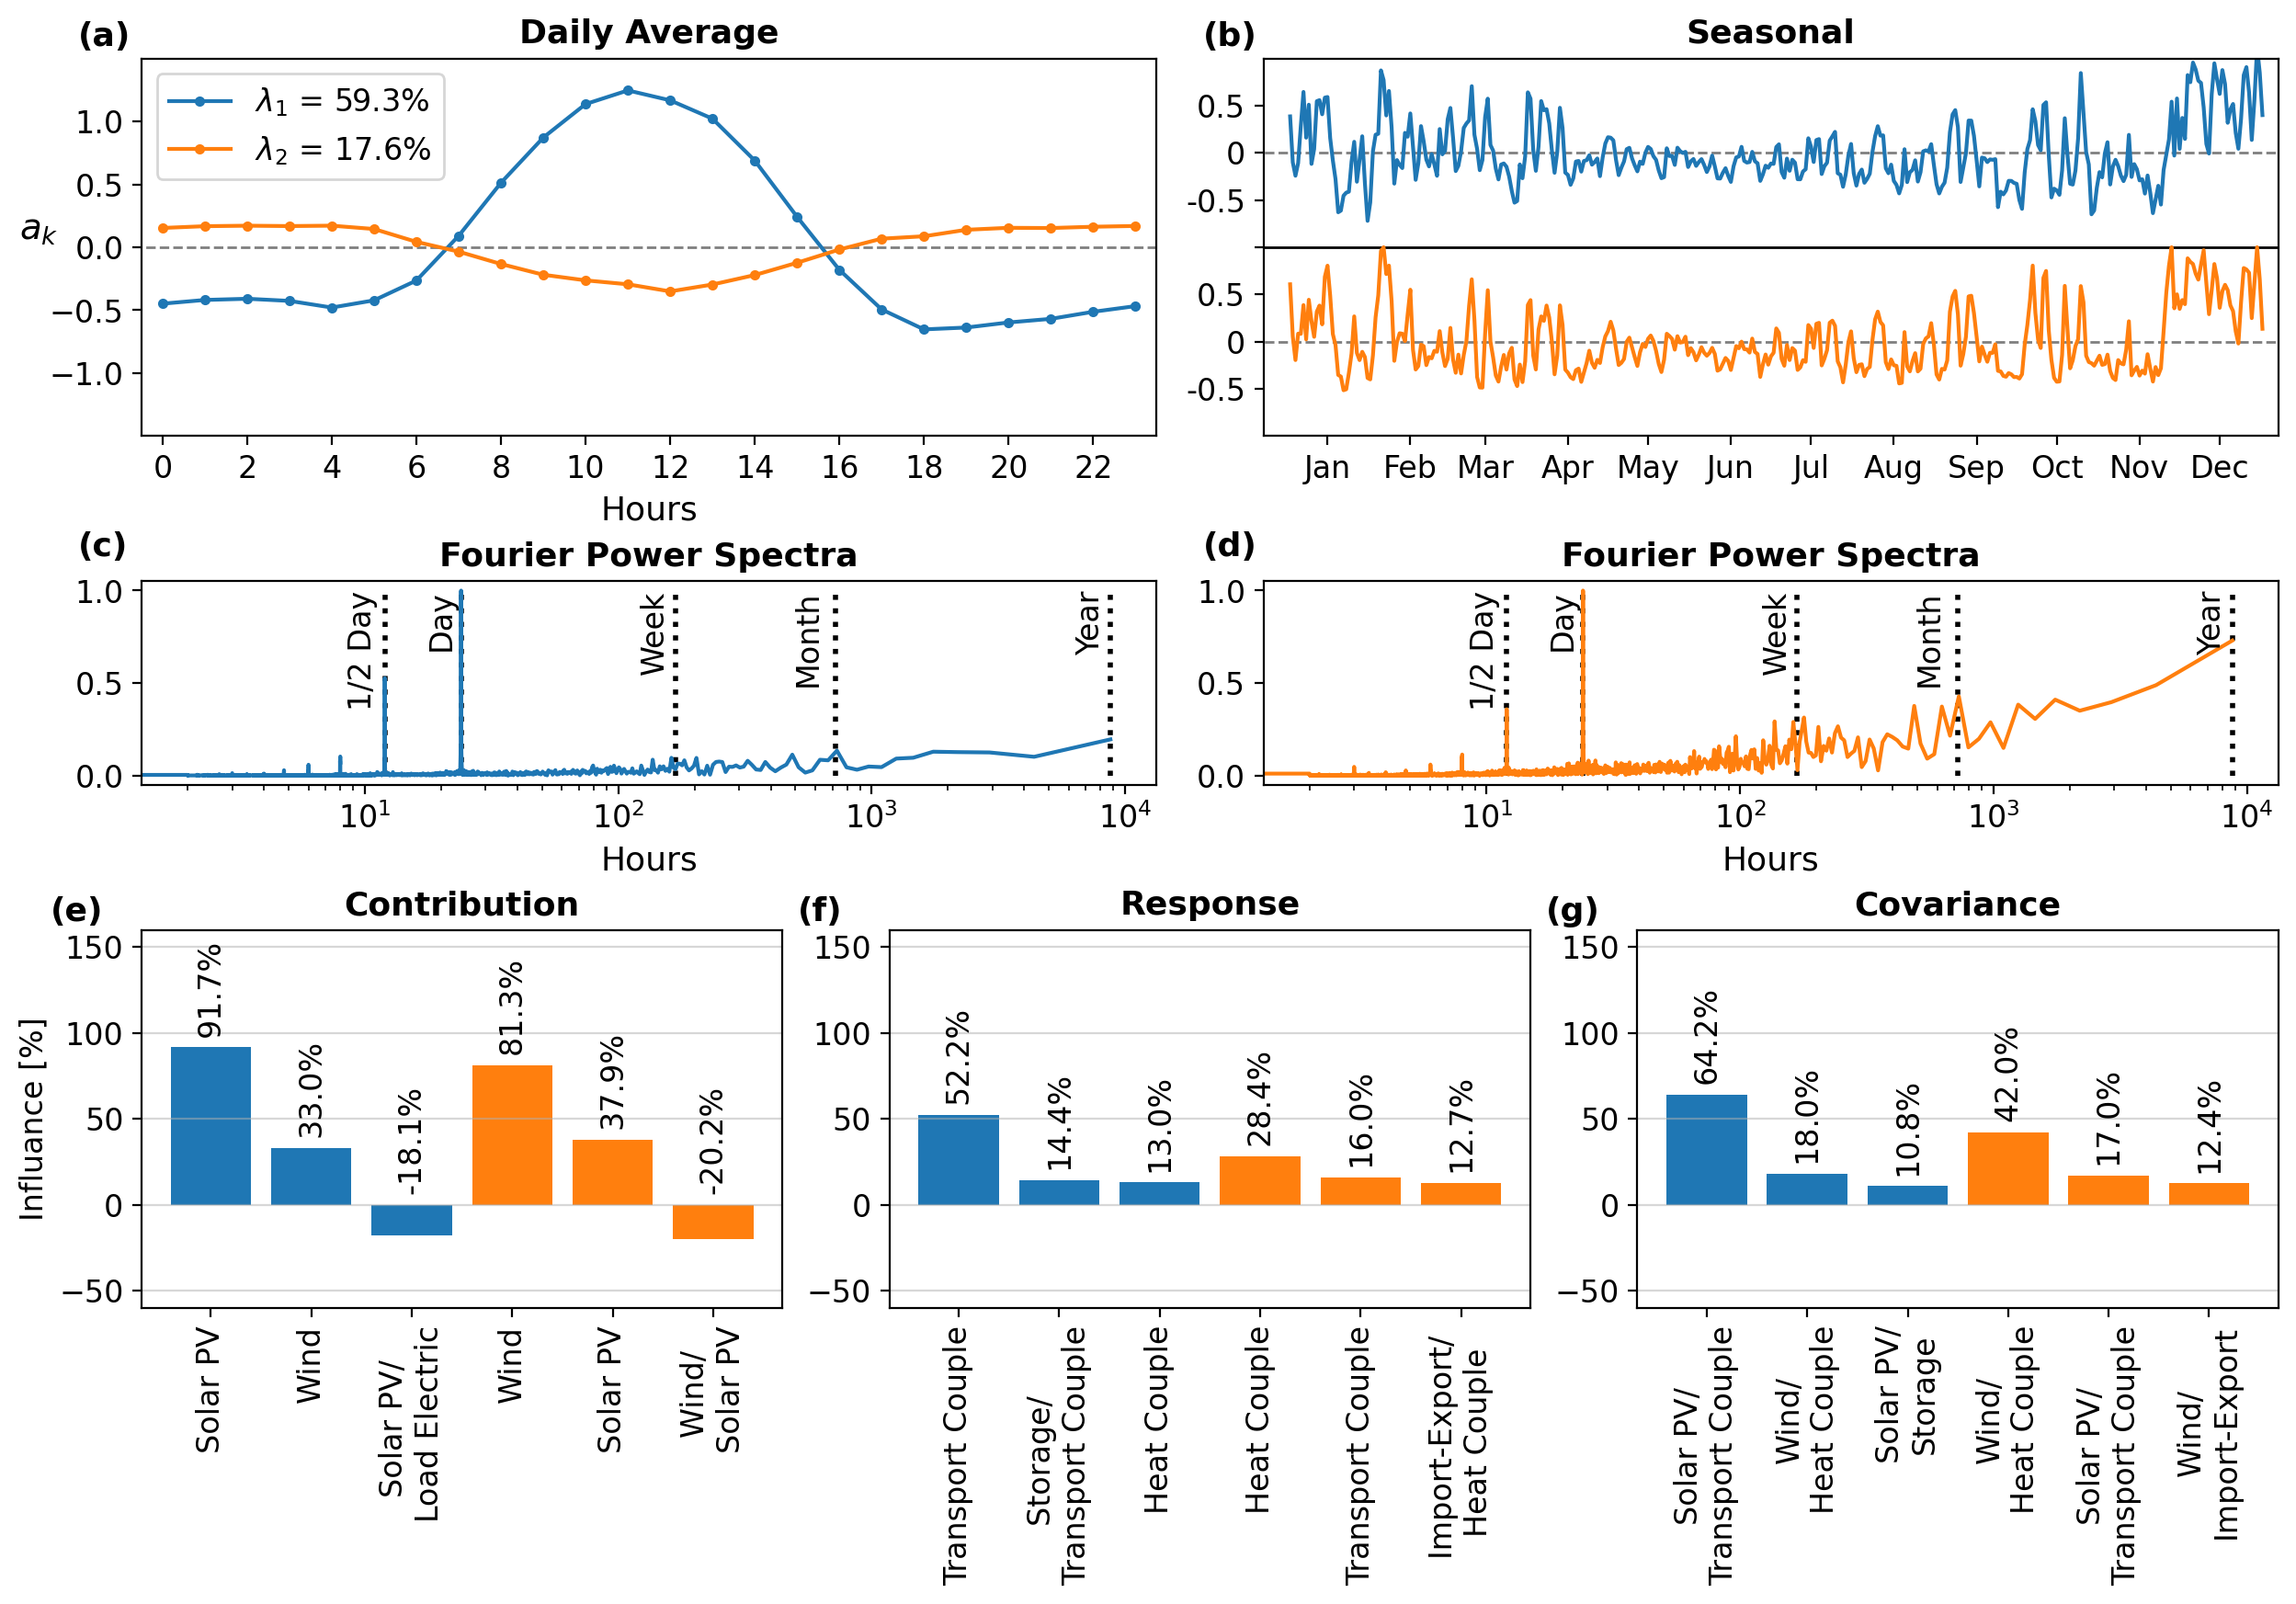 (a)
Daily Average
λ1 = 59.3%
λ2 = 17.6%
ak
1.0
0.5
0.0
−0.5
−1.0
0 2 4 6 8 10 12 14 16 18 20 22
Hours
(b)
Seasonal
0.5
0
-0.5
0.5
0
-0.5
Jan Feb Mar Apr May Jun Jul Aug Sep Oct Nov Dec
(c)
Fourier Power Spectra
1.0
0.5
0.0
1/2 Day
Day
Week
Month
Year
10^1 10^2 10^3 10^4
Hours
(d)
Fourier Power Spectra
1.0
0.5
0.0
1/2 Day
Day
Week
Month
Year
10^1 10^2 10^3 10^4
Hours
(e)
Contribution
Influance [%]
150
100
50
0
−50
91.7%
33.0%
-18.1%
81.3%
37.9%
-20.2%
Solar PV
Wind
Solar PV/
Load Electric
Wind
Solar PV
Wind/
Solar PV
(f)
Response
150
100
50
0
−50
52.2%
14.4%
13.0%
28.4%
16.0%
12.7%
Transport Couple
Storage/
Transport Couple
Heat Couple
Heat Couple
Transport Couple
Import-Export/
Heat Couple
(g)
Covariance
150
100
50
0
−50
64.2%
18.0%
10.8%
42.0%
17.0%
12.4%
Solar PV/
Transport Couple
Wind/
Heat Couple
Solar PV/
Storage
Wind/
Heat Couple
Solar PV/
Transport Couple
Wind/
Import-Export